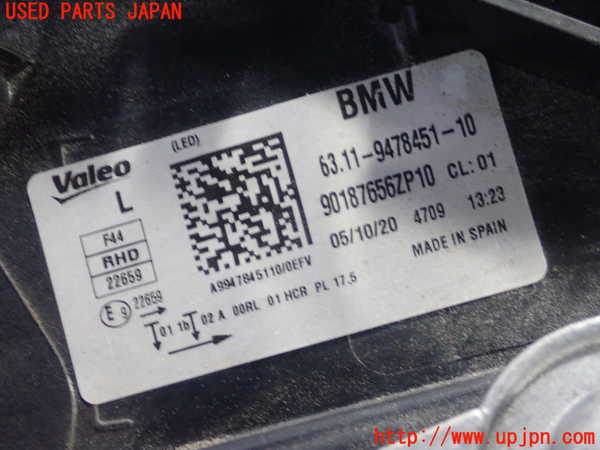 USED PARTS JAPAN
BMW
(LED)
Valeo
63.11-9478451-10
L
90187656ZP10 CL:01
F44
05/10/20 4709 13:23
RHD
MADE IN SPAIN
22659
A9947845110/0EFV
E9 22659
01 1b 02 A 00RL 01 HCR PL 17.5
http://www.upjpn.com